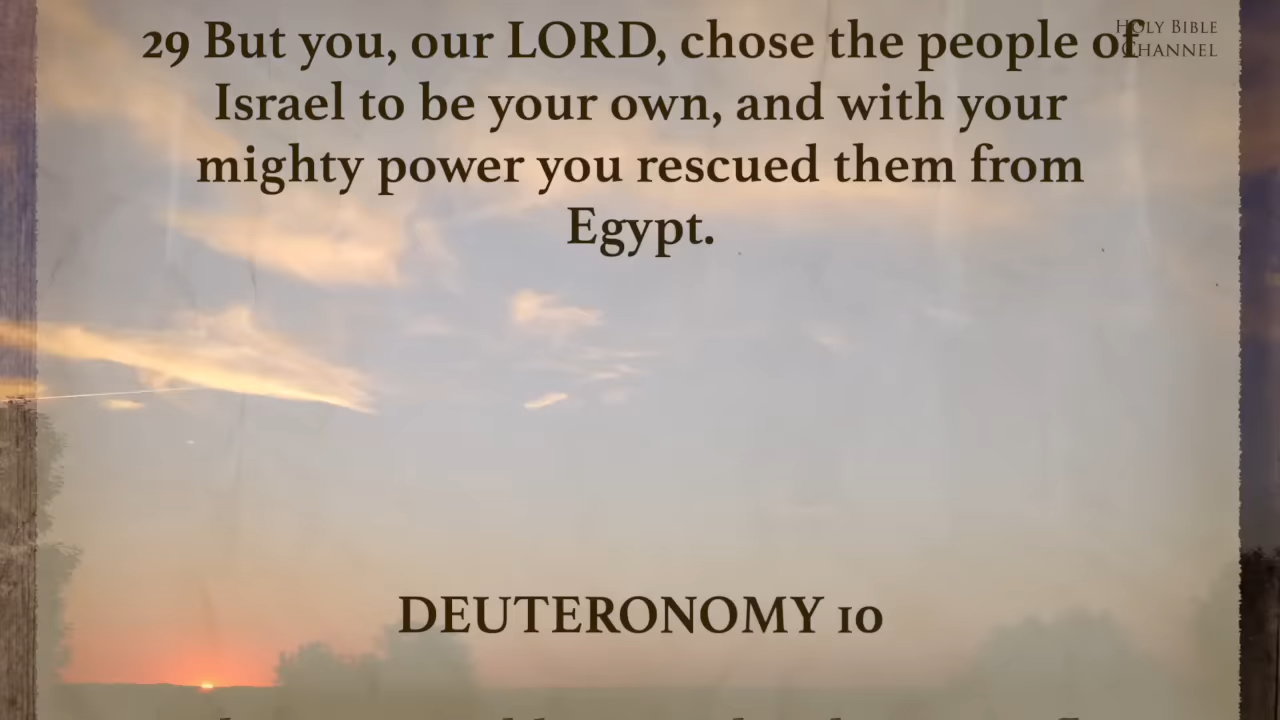 HOLY BIBLE
CHANNEL
29 But you, our LORD, chose the people of
Israel to be your own, and with your
mighty power you rescued them from
Egypt.
DEUTERONOMY 10